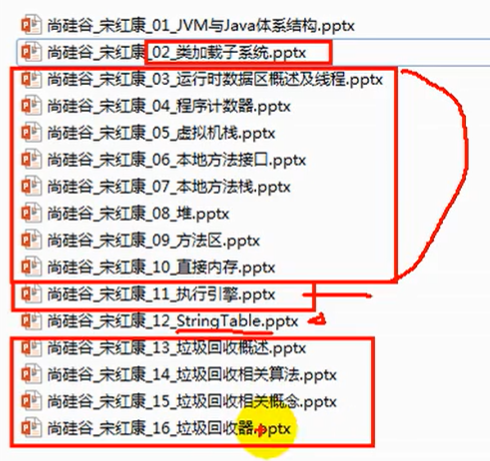 尚硅谷_宋红康_01_JVM与Java体系结构.pptx
尚硅谷_宋红康_02_类加载子系统.pptx
尚硅谷_宋红康_03_运行时数据区概述及线程.pptx
尚硅谷_宋红康_04_程序计数器.pptx
尚硅谷_宋红康_05_虚拟机栈.pptx
尚硅谷_宋红康_06_本地方法接口.pptx
尚硅谷_宋红康_07_本地方法栈.pptx
尚硅谷_宋红康_08_堆.pptx
尚硅谷_宋红康_09_方法区.pptx
尚硅谷_宋红康_10_直接内存.pptx
尚硅谷_宋红康_11_执行引擎.pptx
尚硅谷_宋红康_12_StringTable.pptx
尚硅谷_宋红康_13_垃圾回收概述.pptx
尚硅谷_宋红康_14_垃圾回收相关算法.pptx
尚硅谷_宋红康_15_垃圾回收相关概念.pptx
尚硅谷_宋红康_16_垃圾回收器.pptx